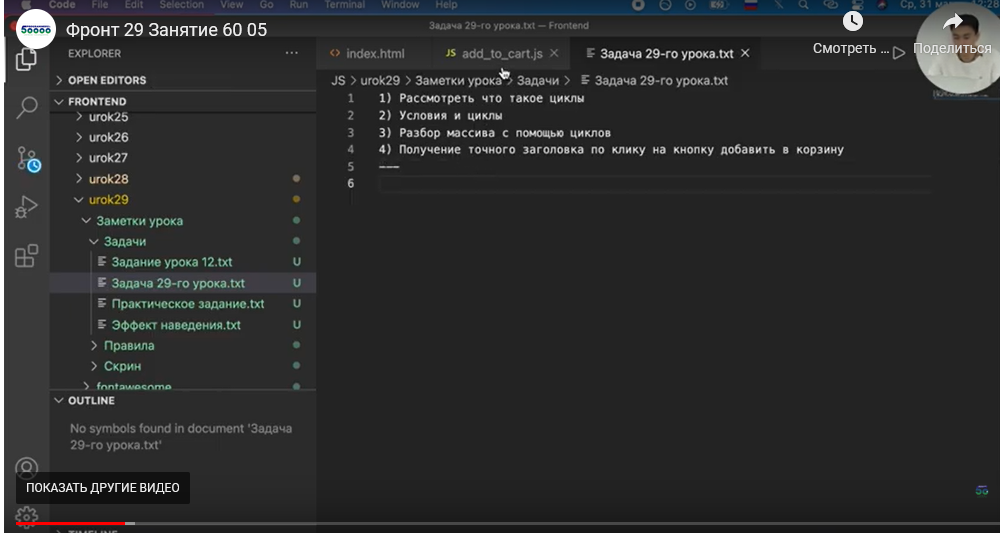 Code File Edit Selection View Go Run Terminal Window Help
Ср, 31 12:28
Задача 29-го урока.txt — Frontend
50000
Фронт 29 Занятие 60 05
Смотреть ...
Поделиться
EXPLORER
index.html
JS add_to_cart.js
Задача 29-го урока.txt
OPEN EDITORS
JS > urok29 > Заметки урока > Задачи > Задача 29-го урока.txt
FRONTEND
urok25
urok26
urok27
urok28
urok29
Заметки урока
Задачи
Задание урока 12.txt U
Задача 29-го урока.txt U
Практическое задание.txt U
Эффект наведения.txt U
Правила
Скрин
fontawesome
1 1) Рассмотреть что такое циклы
2 2) Условия и циклы
3 3) Разбор массива с помощью циклов
4 4) Получение точного заголовка по клику на кнопку добавить в корзину
5 ———
6
OUTLINE
No symbols found in document 'Задача
29-го урока.txt'
ПОКАЗАТЬ ДРУГИЕ ВИДЕО
TIMELINE